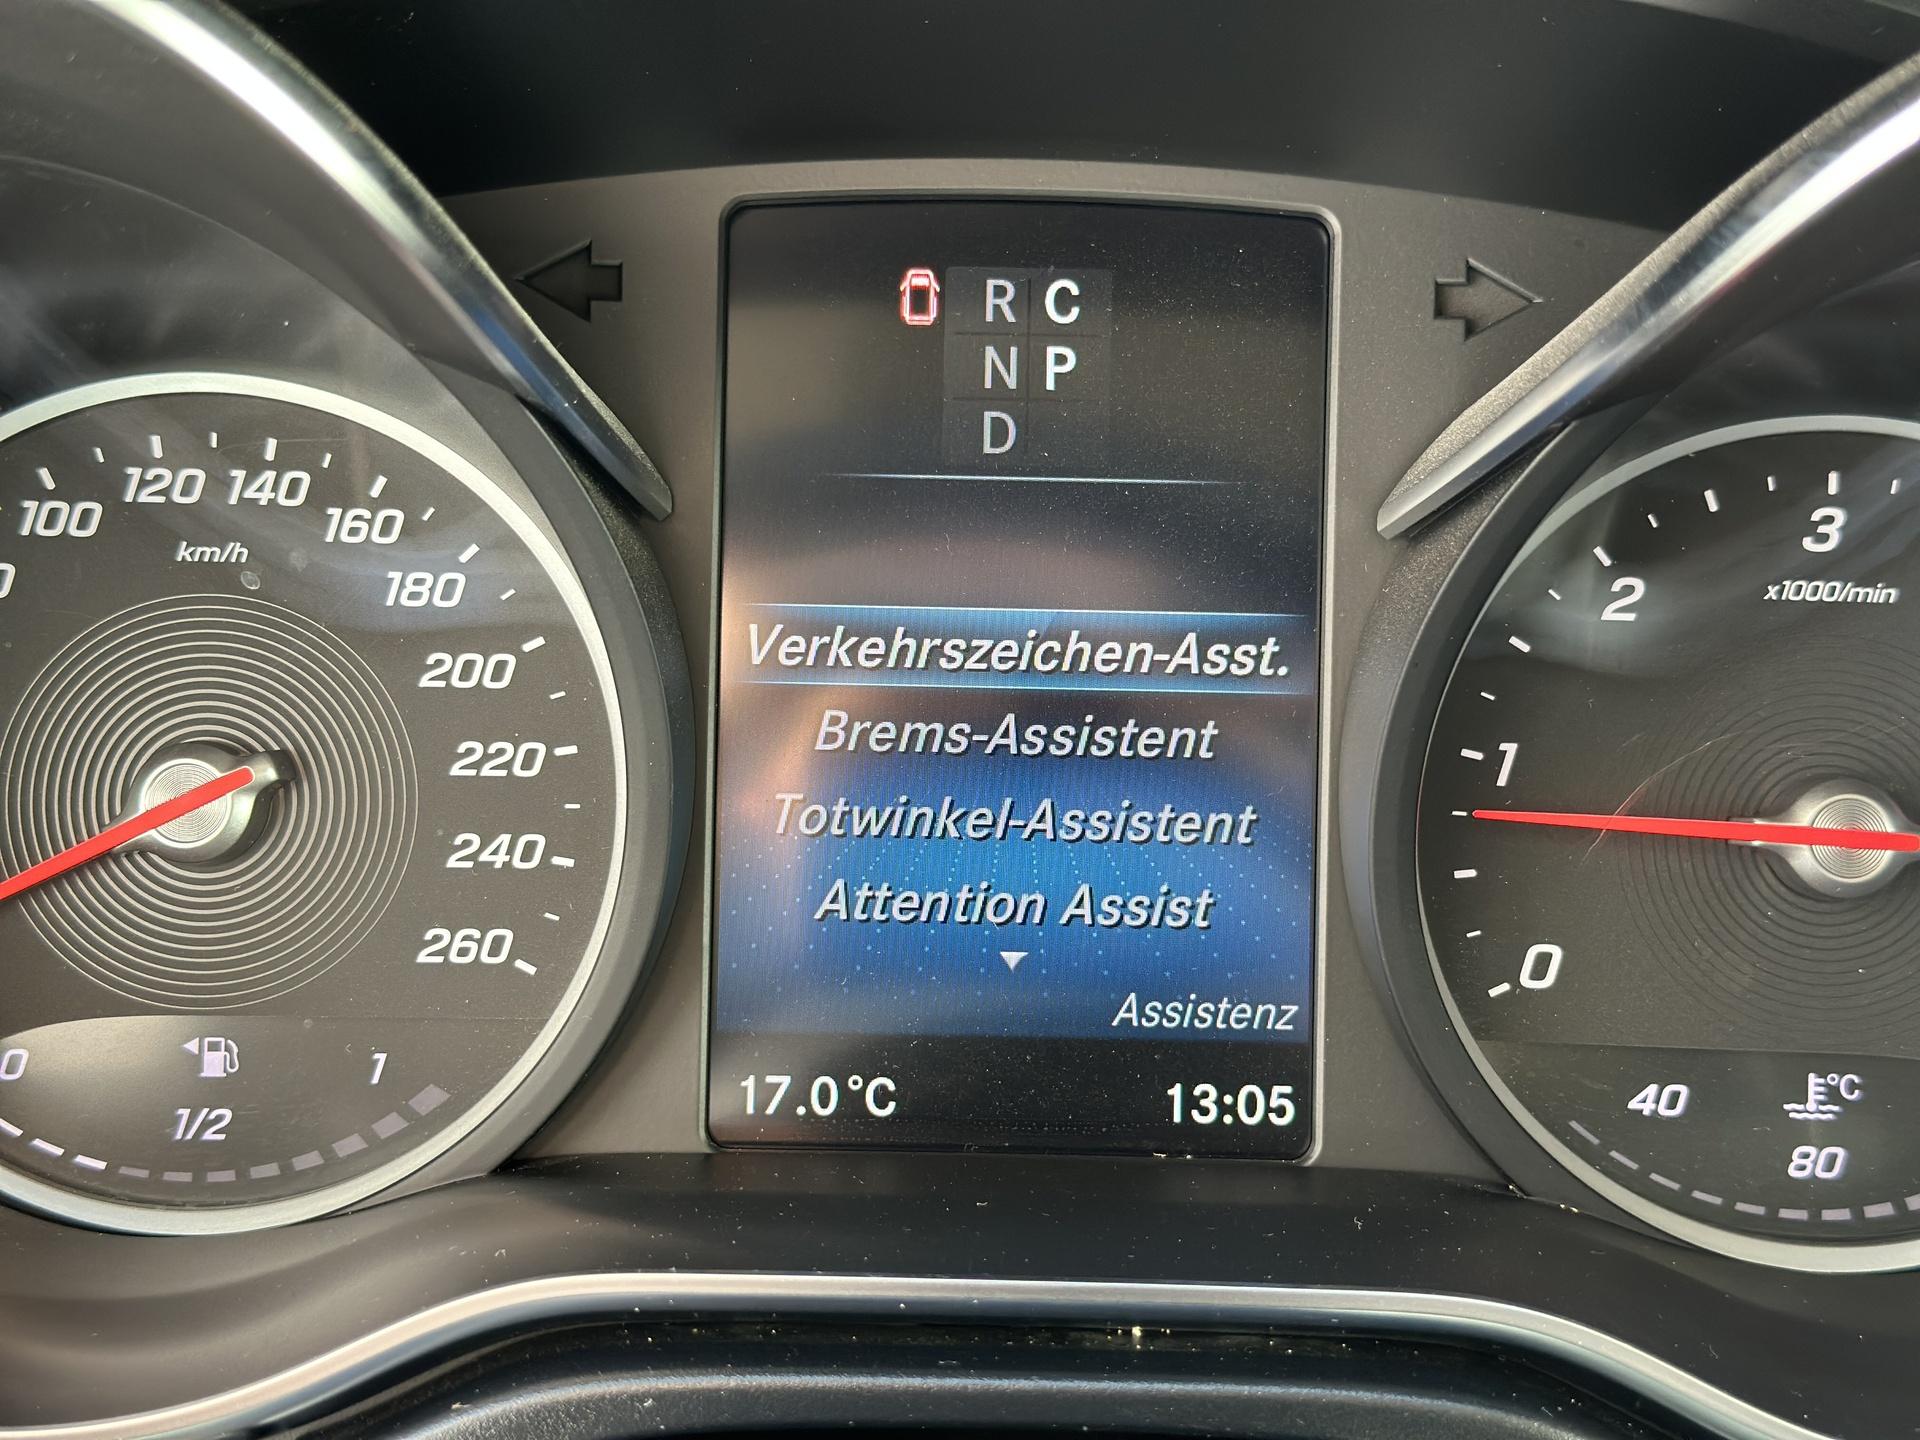 R C
N P
D
Verkehrszeichen-Asst.
Brems-Assistent
Totwinkel-Assistent
Attention Assist
Assistenz
17.0°C 13:05
100
120
140
160
180
200
220
240
260
km/h
0
1/2
1
3
2
1
0
x1000/min
40
°C
80